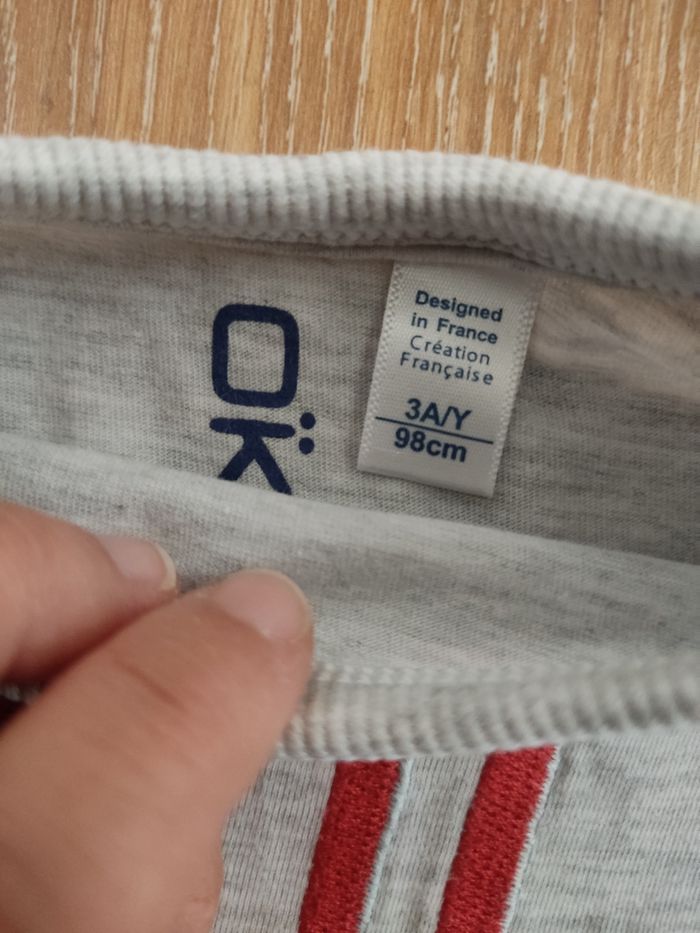 OK
Designed
in France
Création
Française
3A/Y
98cm